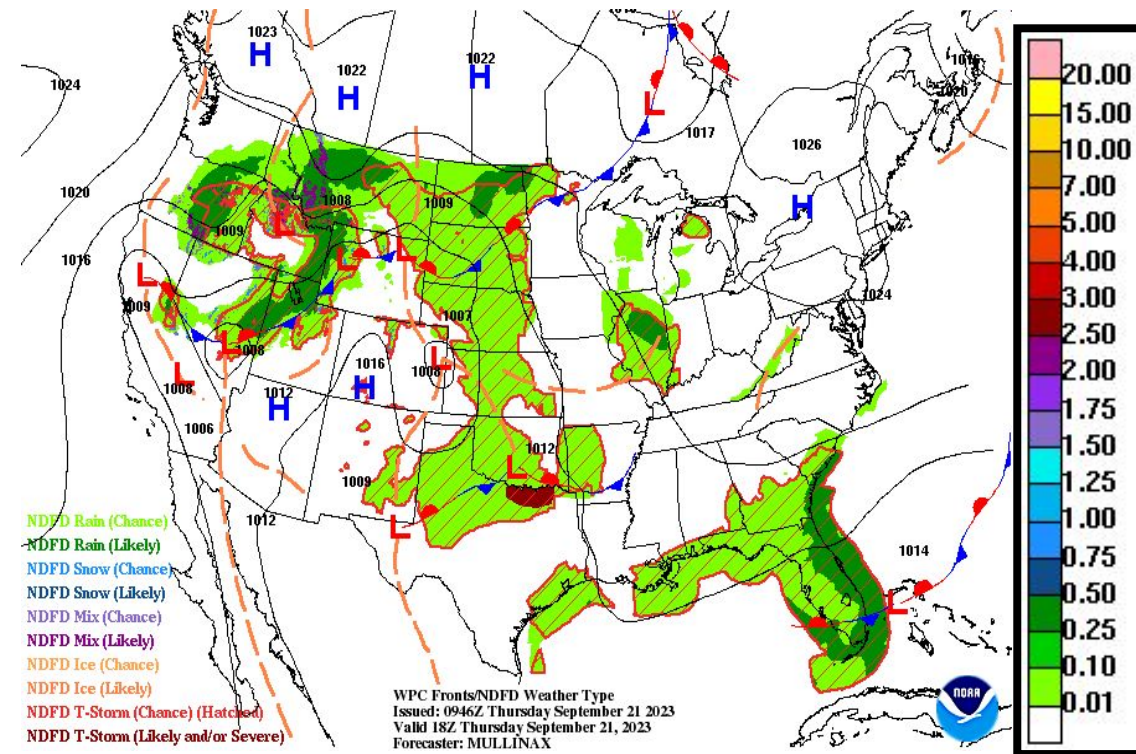 1023
1022
1022
1024
1016
1020
1017
1026
1020
1008
1009
1009
1016
1024
1009
1007
1008
1016
1008
1008
1012
1006
1012
1009
1012
1014
H
H
H
H
H
H
L
L
L
L
L
L
L
L
L
L
L
NDFD Rain (Chance)
NDFD Rain (Likely)
NDFD Snow (Chance)
NDFD Snow (Likely)
NDFD Mix (Chance)
NDFD Mix (Likely)
NDFD Ice (Chance)
NDFD Ice (Likely)
NDFD T-Storm (Chance) (Hatched)
NDFD T-Storm (Likely and/or Severe)
WPC Fronts/NDFD Weather Type
Issued: 0946Z Thursday September 21 2023
Valid 18Z Thursday September 21, 2023
Forecaster: MULLINAX
NOAA
20.00
15.00
10.00
7.00
5.00
4.00
3.00
2.50
2.00
1.75
1.50
1.25
1.00
0.75
0.50
0.25
0.10
0.01